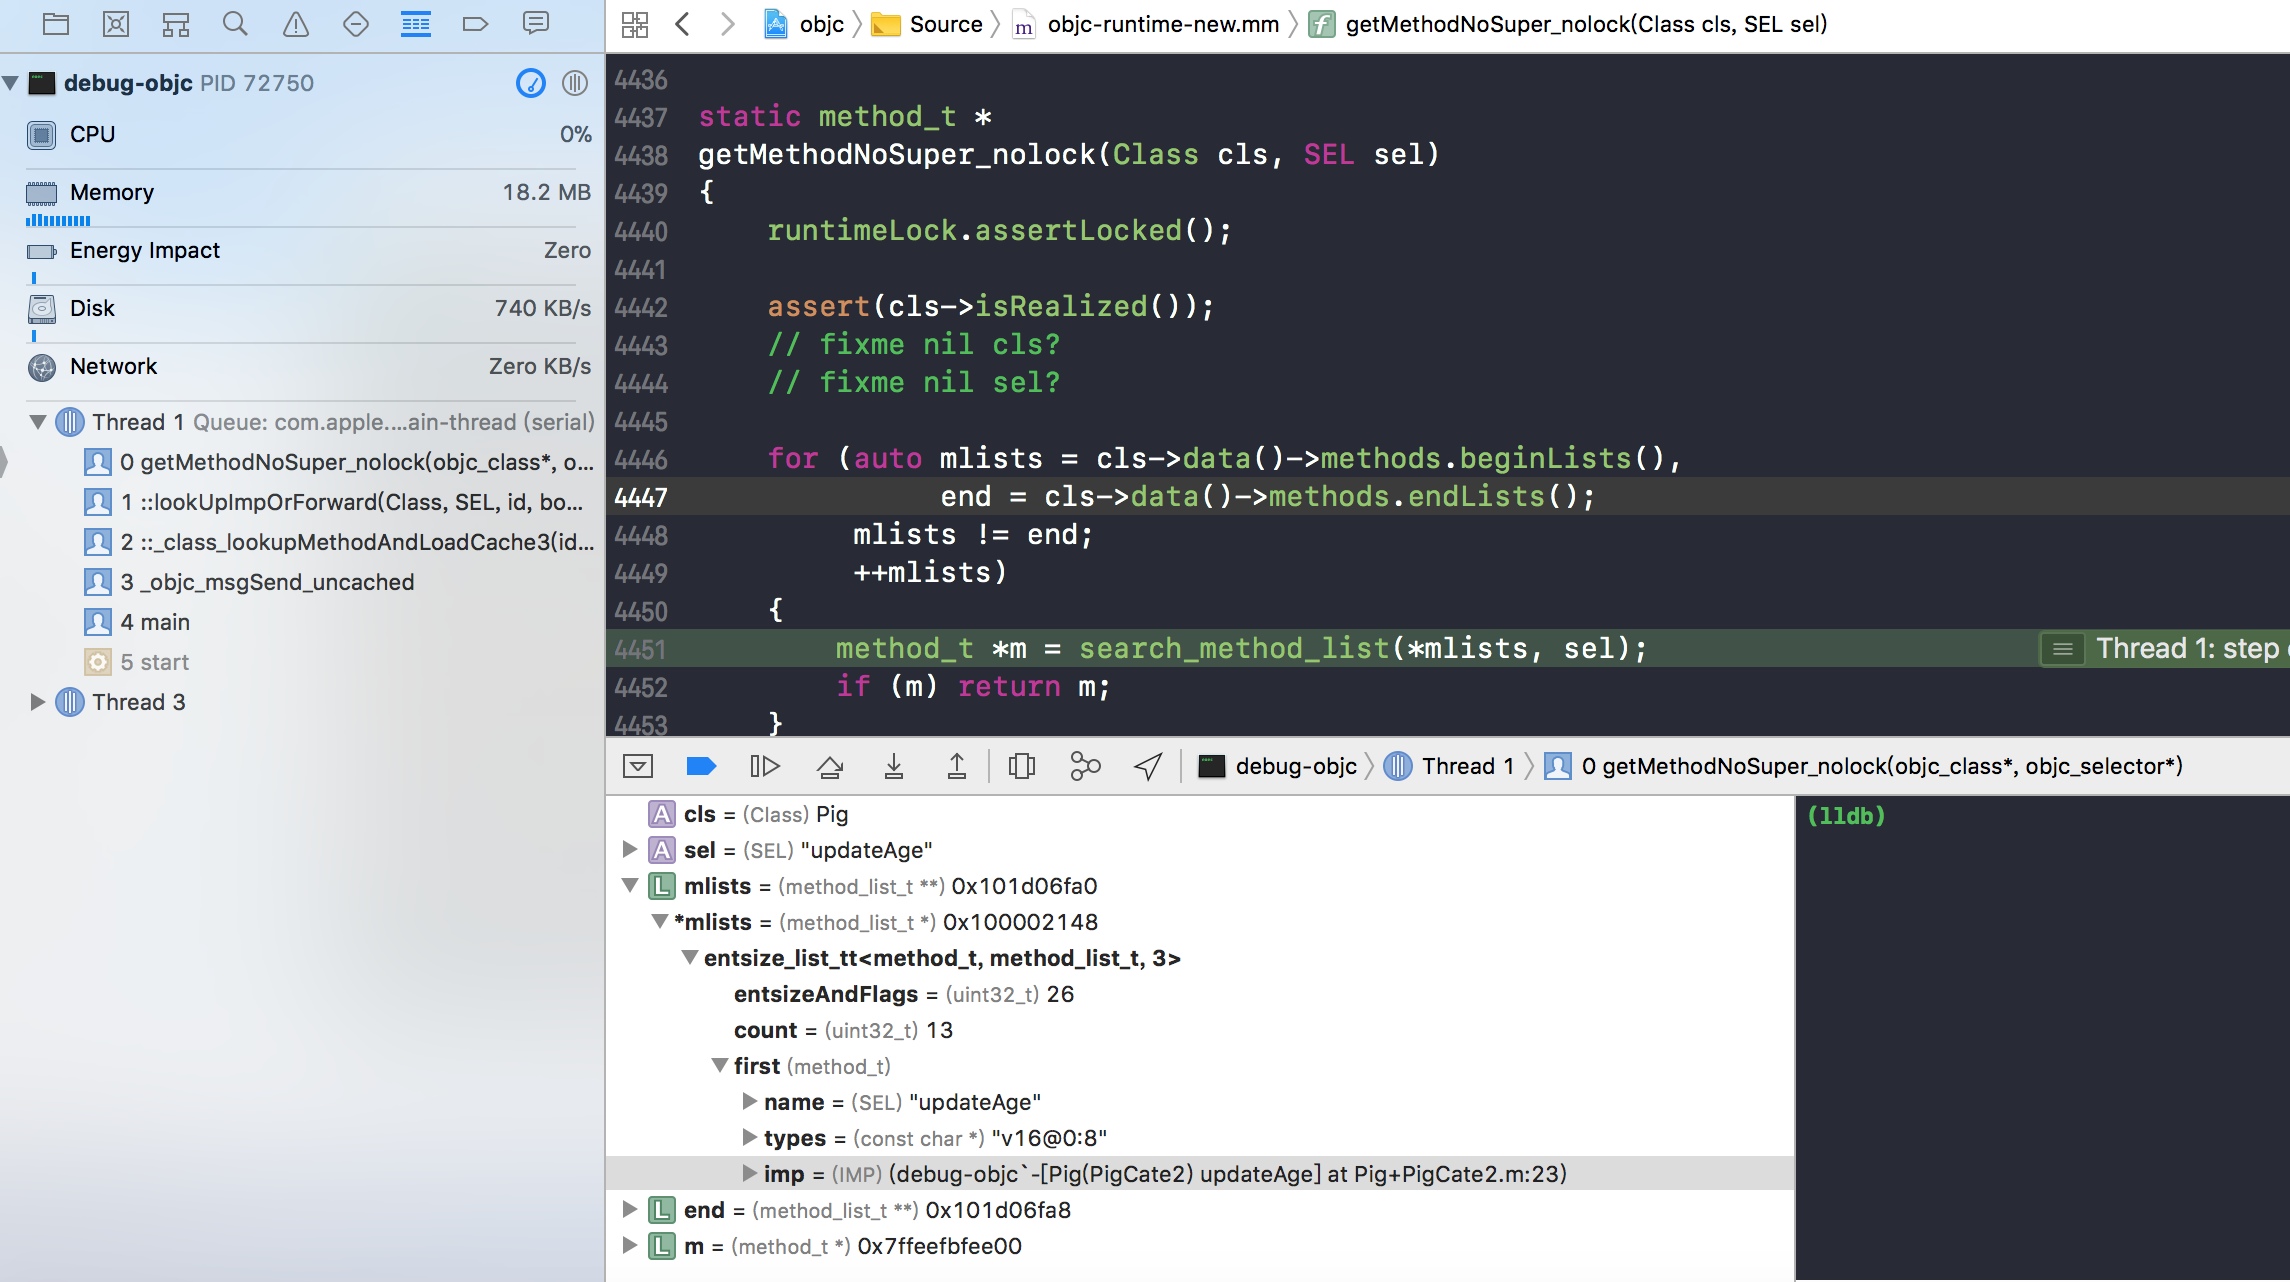 debug-objc PID 72750
CPU 0%
Memory 18.2 MB
Energy Impact Zero
Disk 740 KB/s
Network Zero KB/s
Thread 1 Queue: com.apple....ain-thread (serial)
0 getMethodNoSuper_nolock(objc_class*, o...
1 ::lookUpImpOrForward(Class, SEL, id, bo...
2 ::_class_lookupMethodAndLoadCache3(id...
3 _objc_msgSend_uncached
4 main
5 start
Thread 3
objc Source m objc-runtime-new.mm f getMethodNoSuper_nolock(Class cls, SEL sel)
4436
4437 static method_t *
4438 getMethodNoSuper_nolock(Class cls, SEL sel)
4439 {
4440 runtimeLock.assertLocked();
4441
4442 assert(cls->isRealized());
4443 // fixme nil cls?
4444 // fixme nil sel?
4445
4446 for (auto mlists = cls->data()->methods.beginLists(),
4447 end = cls->data()->methods.endLists();
4448 mlists != end;
4449 ++mlists)
4450 {
4451 method_t *m = search_method_list(*mlists, sel); Thread 1: step
4452 if (m) return m;
4453 }
debug-objc Thread 1 0 getMethodNoSuper_nolock(objc_class*, objc_selector*)
A cls = (Class) Pig
A sel = (SEL) "updateAge"
L mlists = (method_list_t **) 0x101d06fa0
*mlists = (method_list_t *) 0x100002148
entsize_list_tt<method_t, method_list_t, 3>
entsizeAndFlags = (uint32_t) 26
count = (uint32_t) 13
first (method_t)
name = (SEL) "updateAge"
types = (const char *) "v16@0:8"
imp = (IMP) (debug-objc`-[Pig(PigCate2) updateAge] at Pig+PigCate2.m:23)
L end = (method_list_t **) 0x101d06fa8
L m = (method_t *) 0x7ffeefbfee00
(lldb)